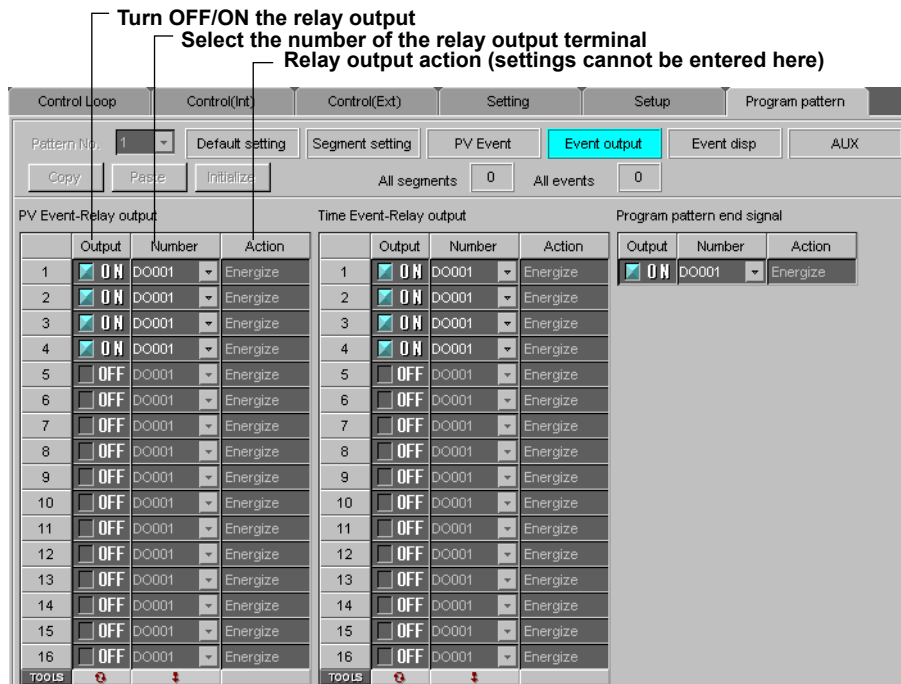 Turn OFF/ON the relay output
Select the number of the relay output terminal
Relay output action (settings cannot be entered here)
Control Loop Control(Int) Control(Ext) Setting Setup Program pattern
Pattern No. 1 Default setting Segment setting PV Event Event output Event disp AUX
Copy Paste Initialize All segments 0 All events 0
PV Event-Relay output Time Event-Relay output Program pattern end signal
Output Number Action Output Number Action Output Number Action
1 ON DO001 Energize 1 ON DO001 Energize ON DO001 Energize
2 ON DO001 Energize 2 ON DO001 Energize
3 ON DO001 Energize 3 ON DO001 Energize
4 ON DO001 Energize 4 ON DO001 Energize
5 OFF DO001 Energize 5 OFF DO001 Energize
6 OFF DO001 Energize 6 OFF DO001 Energize
7 OFF DO001 Energize 7 OFF DO001 Energize
8 OFF DO001 Energize 8 OFF DO001 Energize
9 OFF DO001 Energize 9 OFF DO001 Energize
10 OFF DO001 Energize 10 OFF DO001 Energize
11 OFF DO001 Energize 11 OFF DO001 Energize
12 OFF DO001 Energize 12 OFF DO001 Energize
13 OFF DO001 Energize 13 OFF DO001 Energize
14 OFF DO001 Energize 14 OFF DO001 Energize
15 OFF DO001 Energize 15 OFF DO001 Energize
16 OFF DO001 Energize 16 OFF DO001 Energize
TOOLS TOOLS